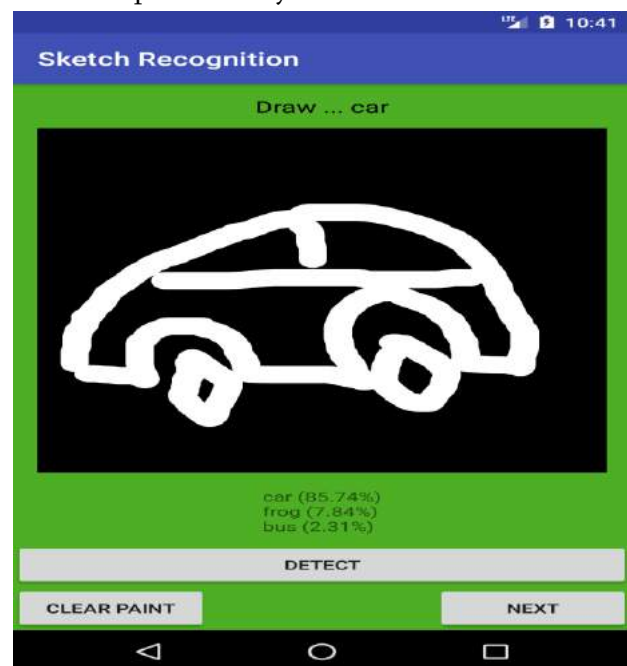 LTE 10:41
Sketch Recognition
Draw ... car
car (85.74%)
frog (7.84%)
bus (2.31%)
DETECT
CLEAR PAINT NEXT